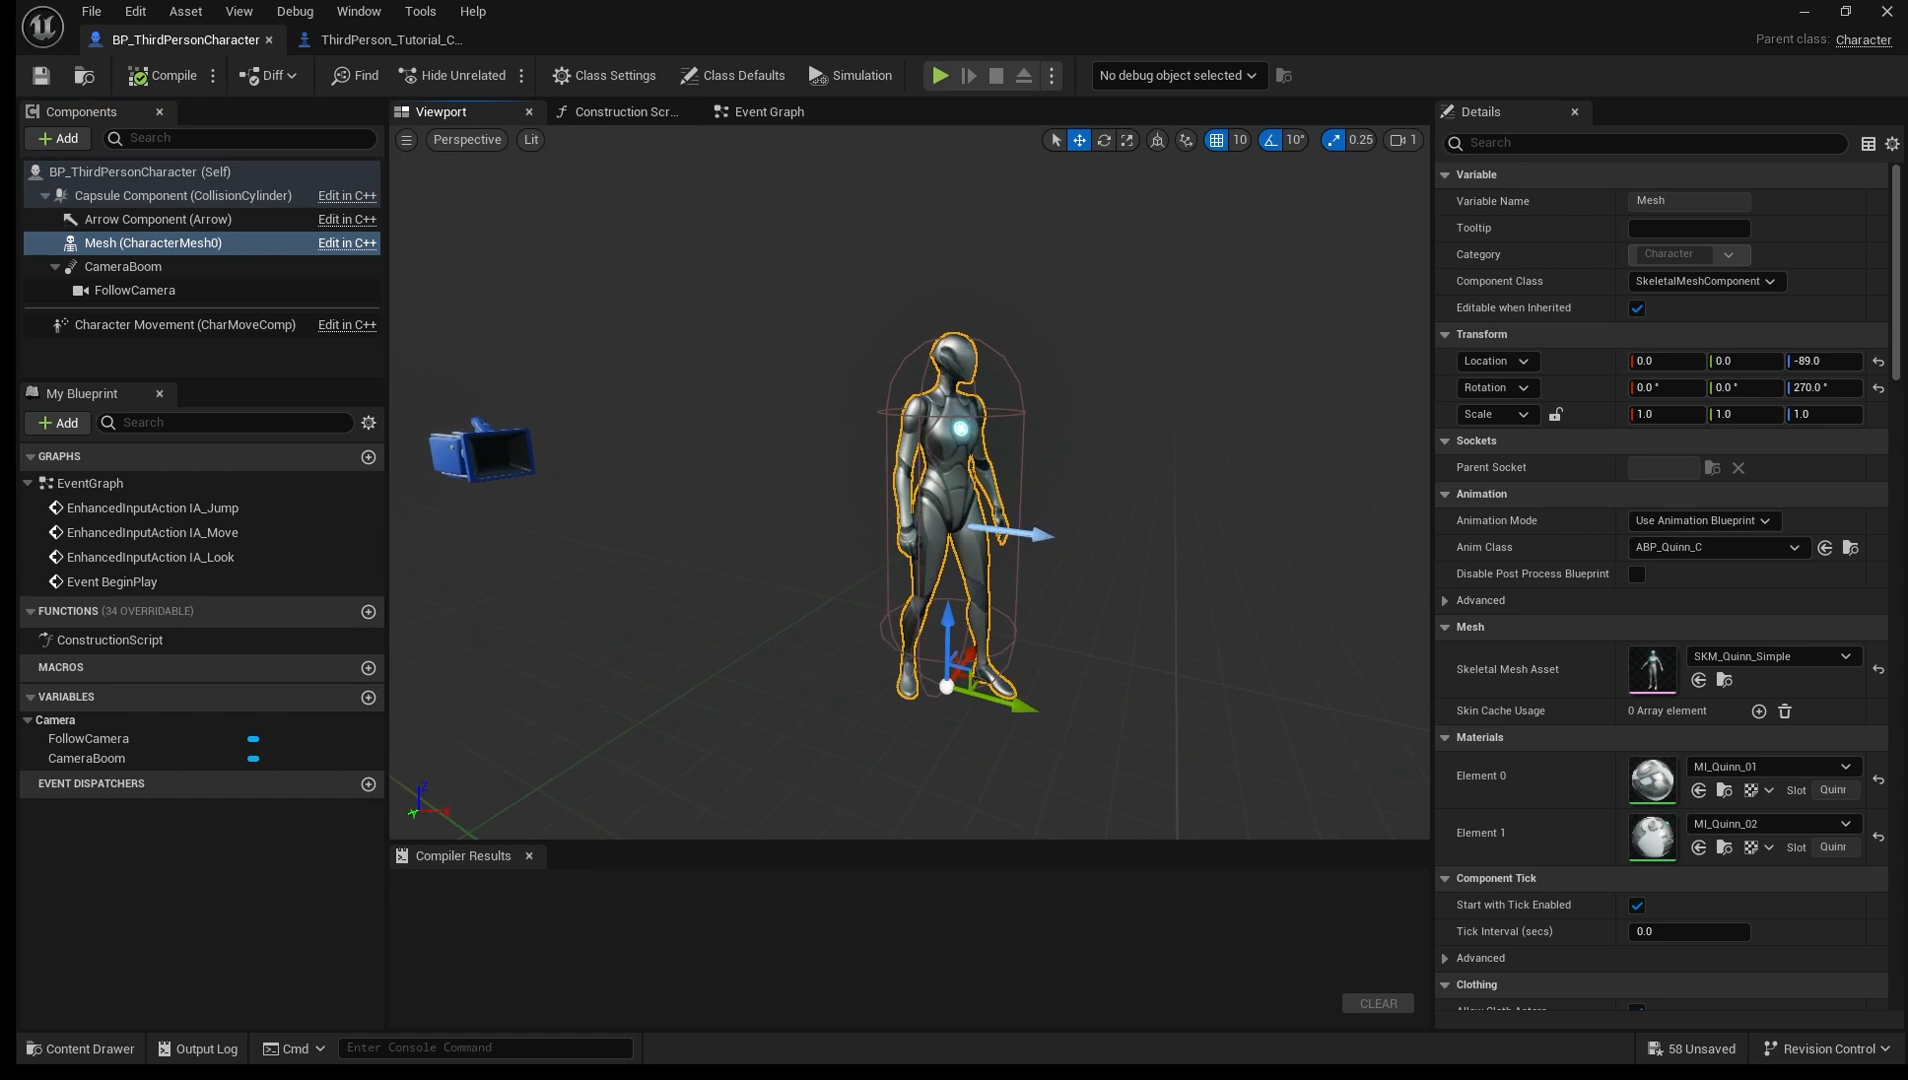 File Edit Asset View Debug Window Tools Help
BP_ThirdPersonCharacter ThirdPerson_Tutorial_C...
Parent class: Character
Compile Diff Find Hide Unrelated Class Settings Class Defaults Simulation No debug object selected
Components
Add Search
BP_ThirdPersonCharacter (Self)
Capsule Component (CollisionCylinder) Edit in C++
Arrow Component (Arrow) Edit in C++
Mesh (CharacterMesh0) Edit in C++
CameraBoom
FollowCamera
Character Movement (CharMoveComp) Edit in C++
My Blueprint
Add Search
GRAPHS
EventGraph
EnhancedInputAction IA_Jump
EnhancedInputAction IA_Move
EnhancedInputAction IA_Look
Event BeginPlay
FUNCTIONS (34 OVERRIDABLE)
ConstructionScript
MACROS
VARIABLES
Camera
FollowCamera
CameraBoom
EVENT DISPATCHERS
Viewport Construction Scr... Event Graph
Perspective Lit 10 10° 0.25 1
Z
X
Compiler Results
CLEAR
Details
Search
Variable
Variable Name Mesh
Tooltip
Category Character
Component Class SkeletalMeshComponent
Editable when Inherited
Transform
Location 0.0 0.0 -89.0
Rotation 0.0° 0.0° 270.0°
Scale 1.0 1.0 1.0
Sockets
Parent Socket
Animation
Animation Mode Use Animation Blueprint
Anim Class ABP_Quinn_C
Disable Post Process Blueprint
Advanced
Mesh
Skeletal Mesh Asset SKM_Quinn_Simple
Skin Cache Usage 0 Array element
Materials
Element 0 MI_Quinn_01
Slot
Element 1 MI_Quinn_02
Slot
Component Tick
Start with Tick Enabled
Tick Interval (secs) 0.0
Advanced
Clothing
Content Drawer Output Log Cmd Enter Console Command 58 Unsaved Revision Control